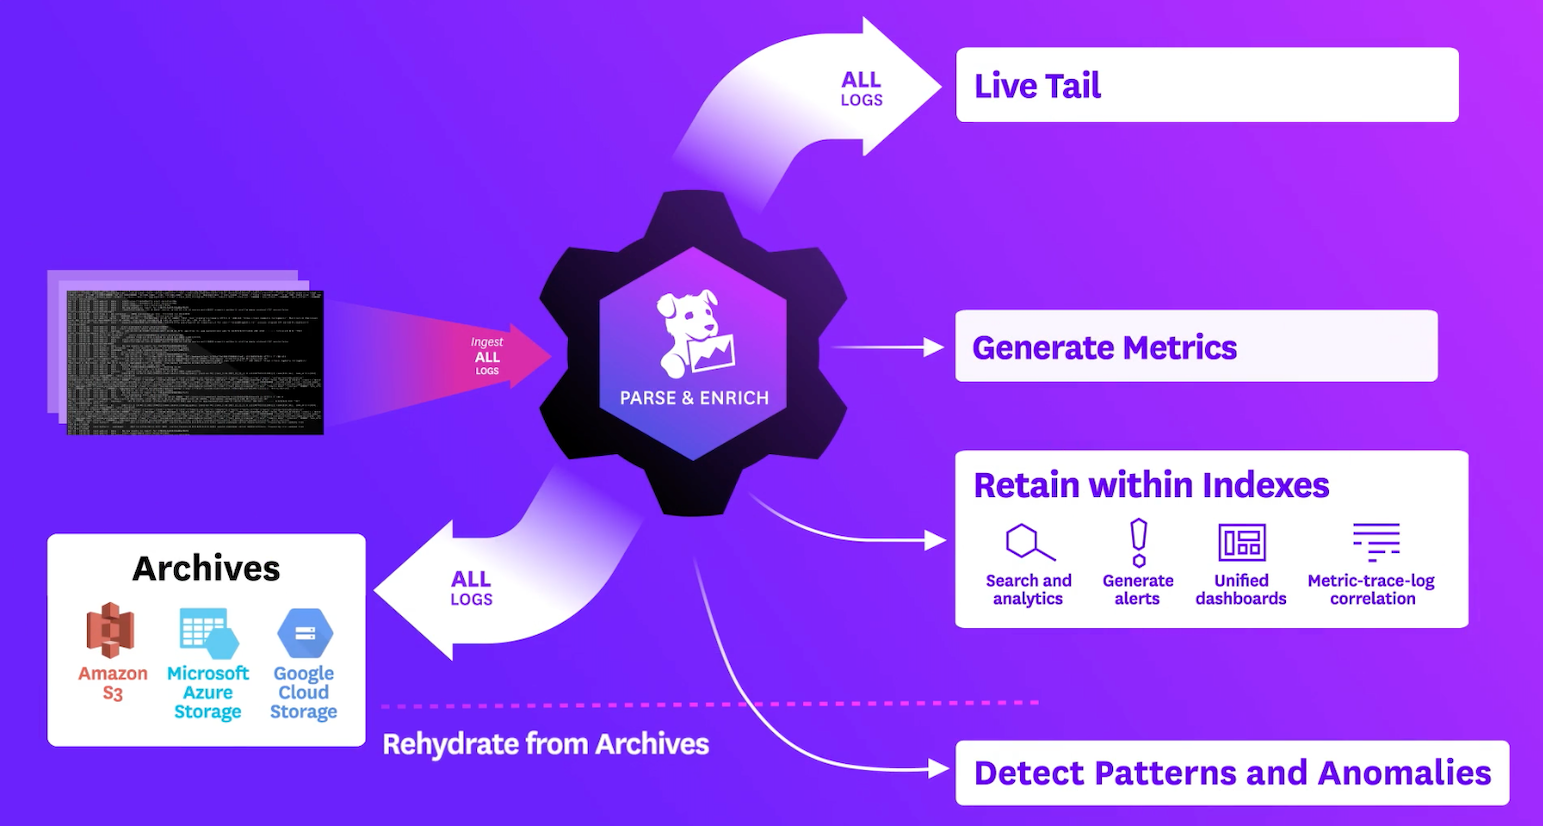 ALL
LOGS
Live Tail
Ingest
ALL
LOGS
PARSE & ENRICH
Generate Metrics
Retain within Indexes
Search and
analytics
Generate
alerts
Unified
dashboards
Metric-trace-log
correlation
ALL
LOGS
Archives
Amazon
S3
Microsoft
Azure
Storage
Google
Cloud
Storage
Rehydrate from Archives
Detect Patterns and Anomalies